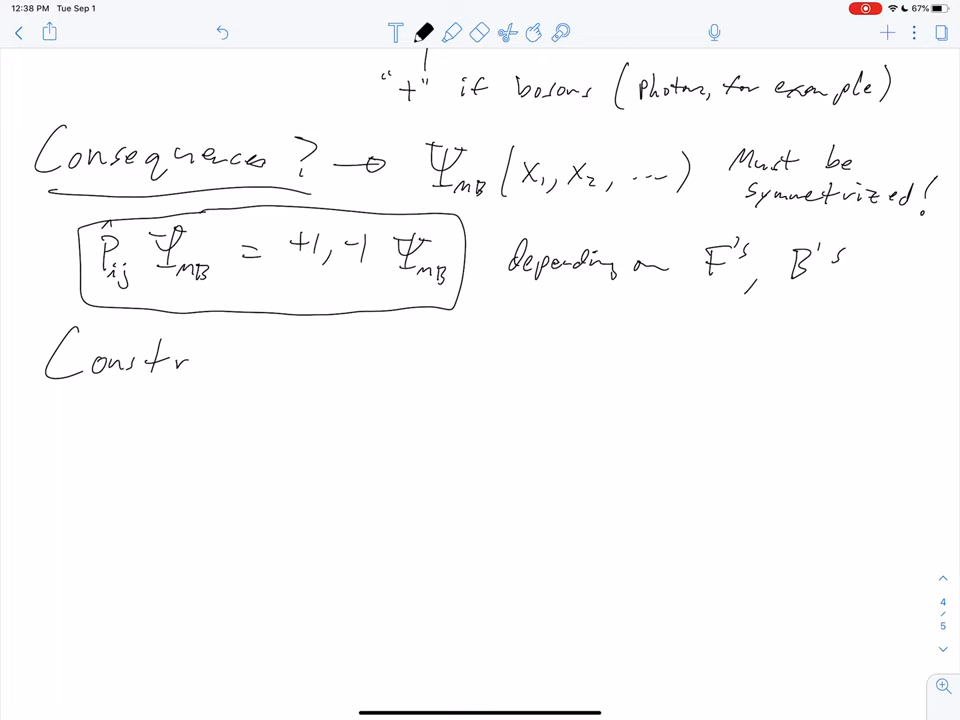 12:38 PM Tue Sep 1 67%
"+" if bosons (photons, for example)
Consequences? → Ψ_MB (x₁, x₂, ...) Must be
symmetrized!
P̂_ij Ψ_MB = +1, -1 Ψ_MB depending on F's, B's
Constr
4
/
5